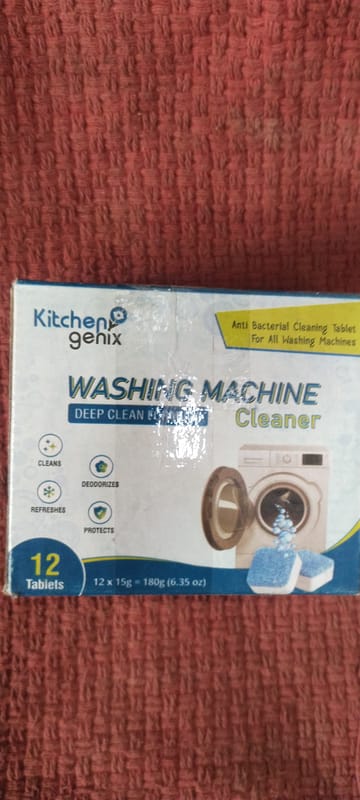 Kitchen
genix
Anti Bacterial Cleaning Tablet
For All Washing Machines
WASHING MACHINE
DEEP CLEAN
Cleaner
CLEANS
DEODORIZES
REFRESHES
PROTECTS
12
Tablets
12 x 15g = 180g (6.35 oz)